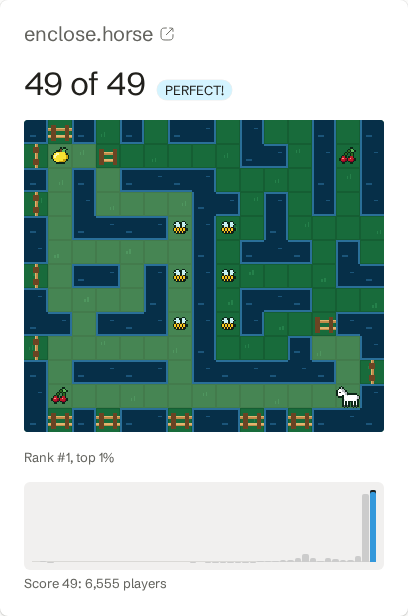 enclose.horse
49 of 49 PERFECT!
Rank #1, top 1%
Score 49: 6,555 players